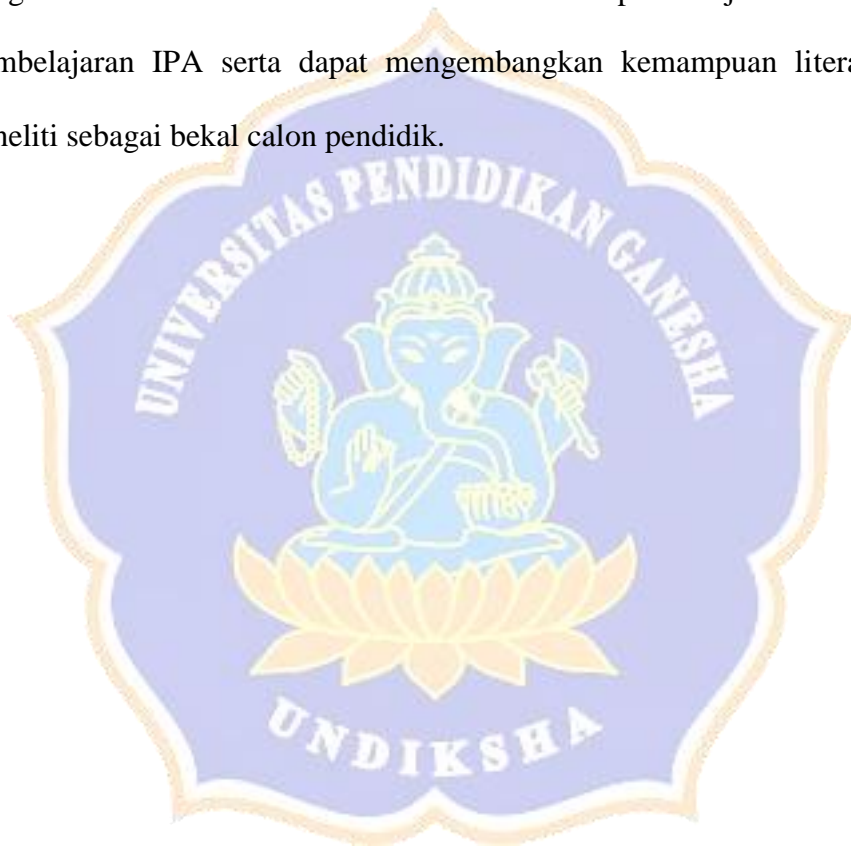 mbelajaran IPA serta dapat mengembangkan kemampuan litera
neliti sebagai bekal calon pendidik.
UNIVERSITAS PENDIDIKAN GANESHA
UNDIKSHA